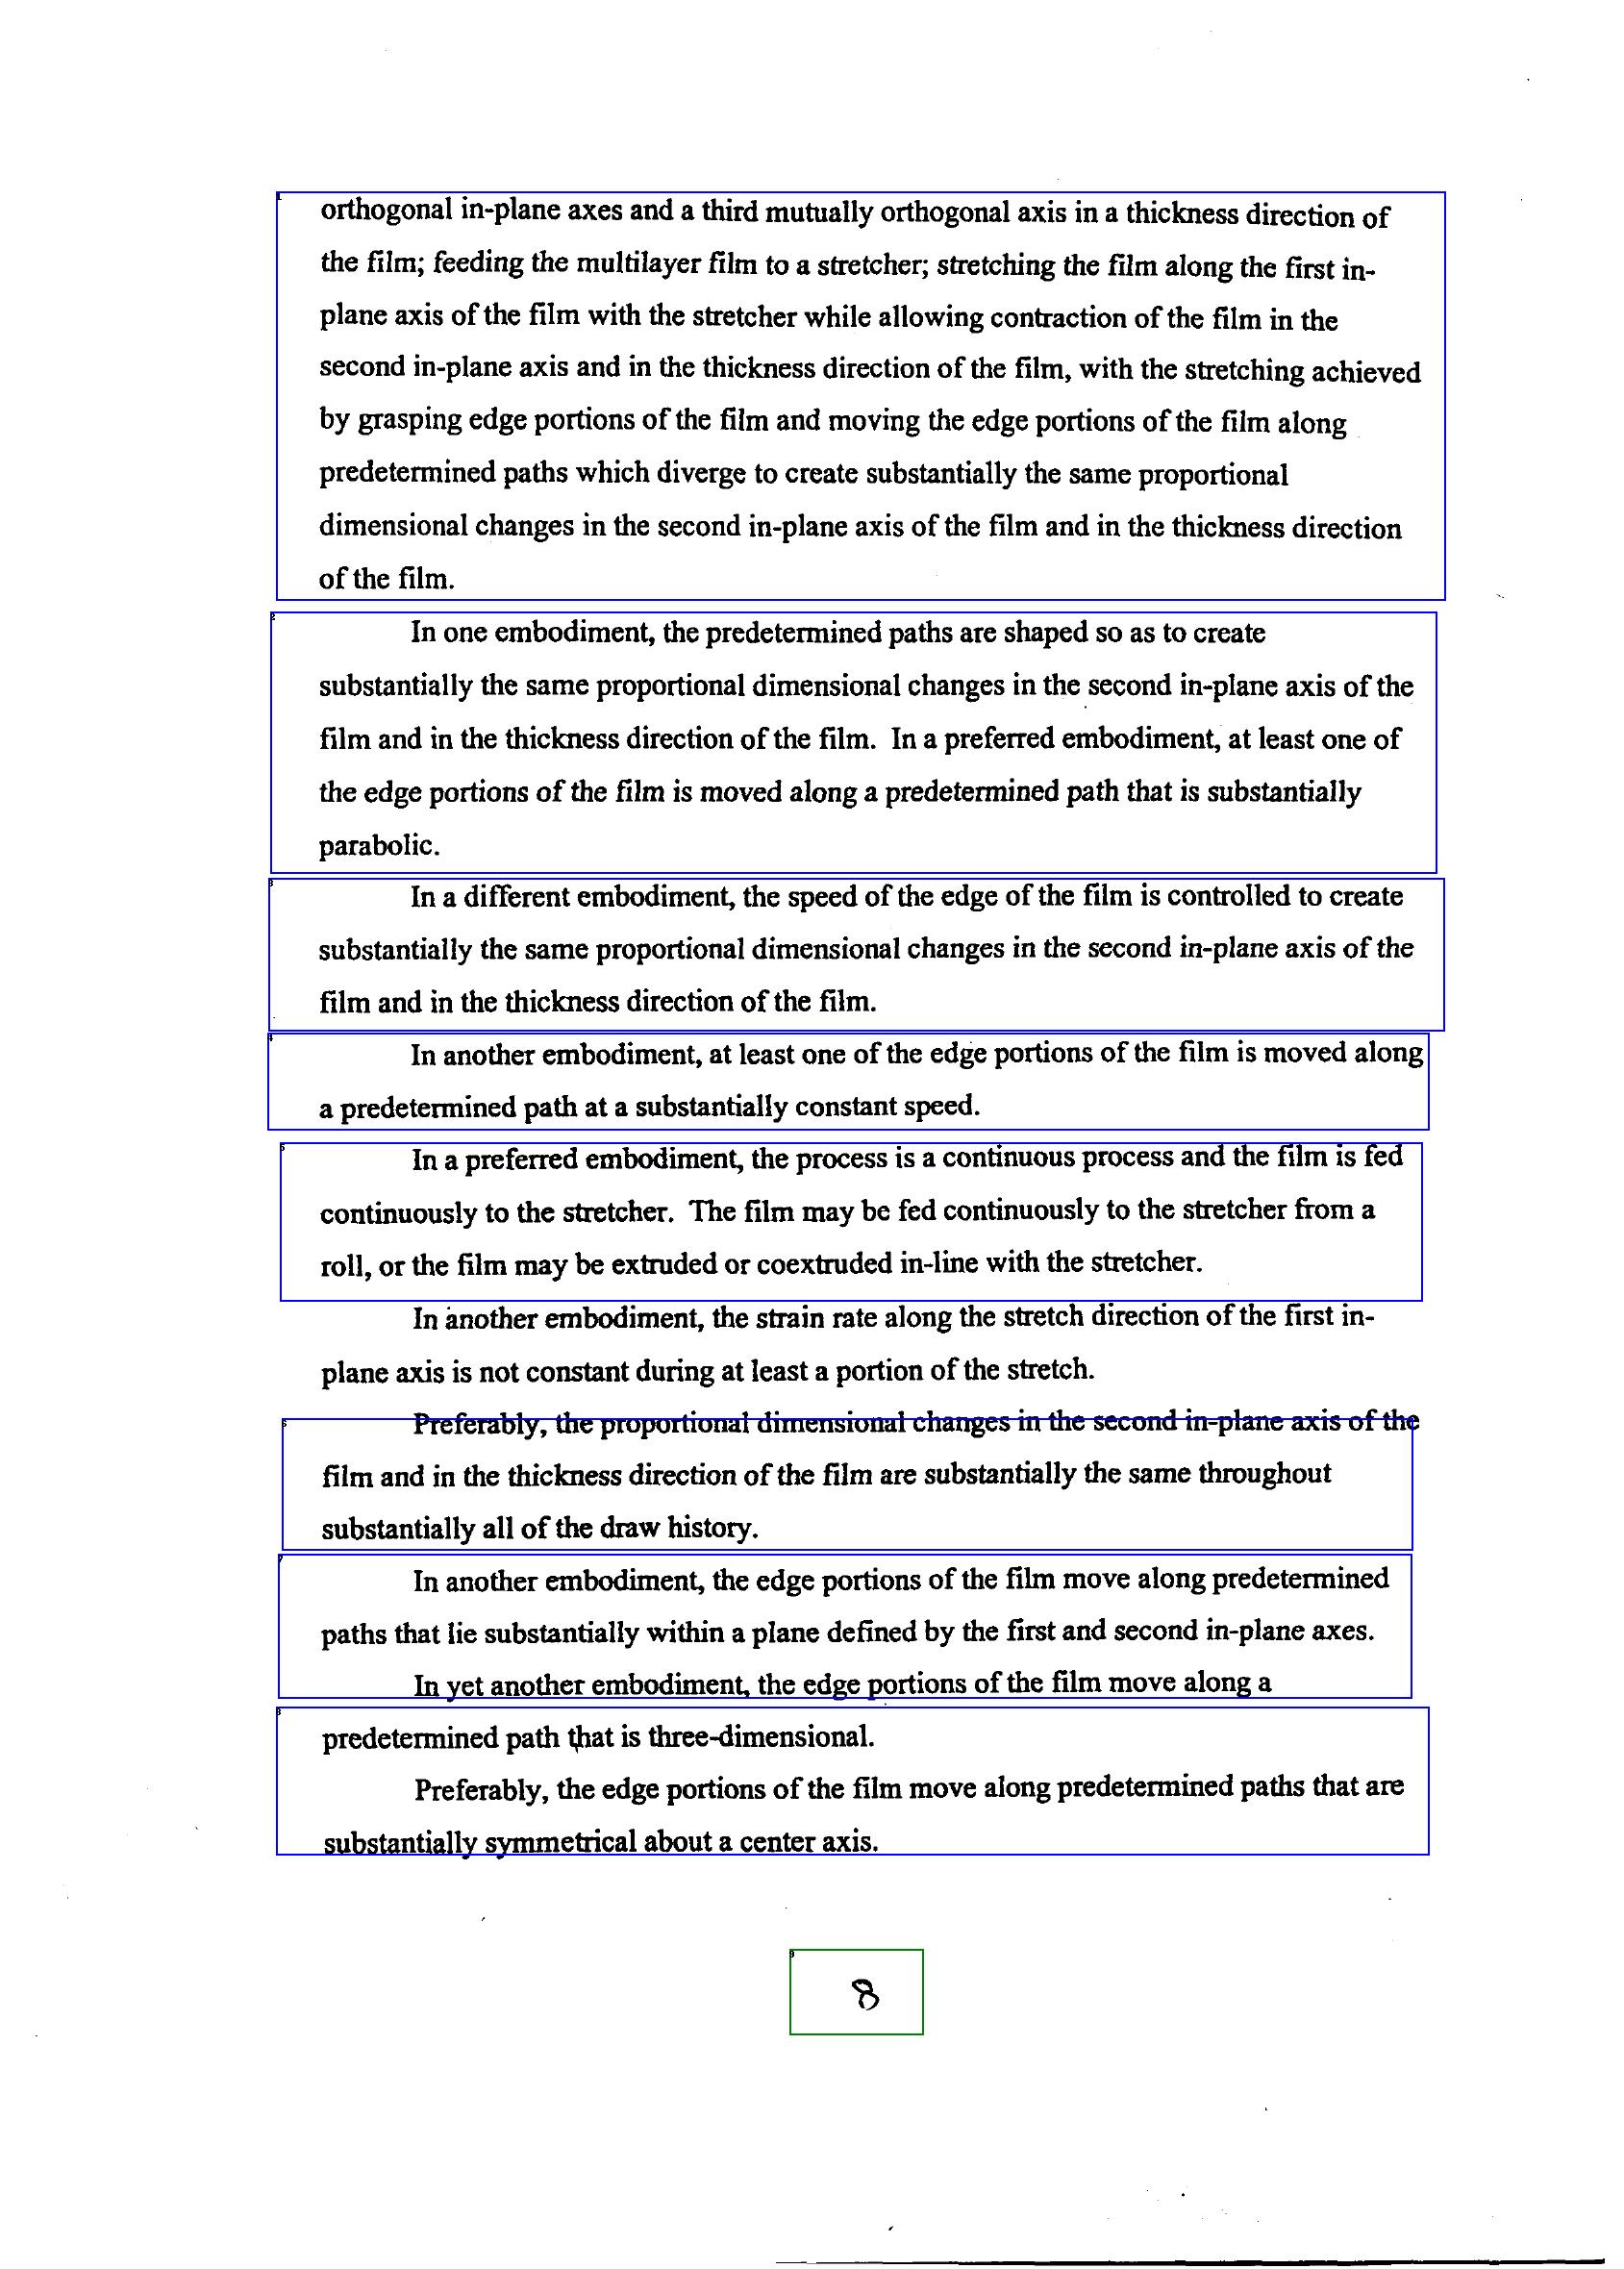 orthogonal in-plane axes and a third mutually orthogonal axis in a thickness direction of
the film; feeding the multilayer film to a stretcher; stretching the film along the first in-
plane axis of the film with the stretcher while allowing contraction of the film in the
second in-plane axis and in the thickness direction of the film, with the stretching achieved
by grasping edge portions of the film and moving the edge portions of the film along
predetermined paths which diverge to create substantially the same proportional
dimensional changes in the second in-plane axis of the film and in the thickness direction
of the film.
In one embodiment, the predetermined paths are shaped so as to create
substantially the same proportional dimensional changes in the second in-plane axis of the
film and in the thickness direction of the film. In a preferred embodiment, at least one of
the edge portions of the film is moved along a predetermined path that is substantially
parabolic.
In a different embodiment, the speed of the edge of the film is controlled to create
substantially the same proportional dimensional changes in the second in-plane axis of the
film and in the thickness direction of the film.
In another embodiment, at least one of the edge portions of the film is moved along
a predetermined path at a substantially constant speed.
In a preferred embodiment, the process is a continuous process and the film is fed
continuously to the stretcher. The film may be fed continuously to the stretcher from a
roll, or the film may be extruded or coextruded in-line with the stretcher.
In another embodiment, the strain rate along the stretch direction of the first in-
plane axis is not constant during at least a portion of the stretch.
Preferably, the proportional dimensional changes in the second in-plane axis of the
film and in the thickness direction of the film are substantially the same throughout
substantially all of the draw history.
In another embodiment, the edge portions of the film move along predetermined
paths that lie substantially within a plane defined by the first and second in-plane axes.
In yet another embodiment, the edge portions of the film move along a
predetermined path that is three-dimensional.
Preferably, the edge portions of the film move along predetermined paths that are
substantially symmetrical about a center axis.
8